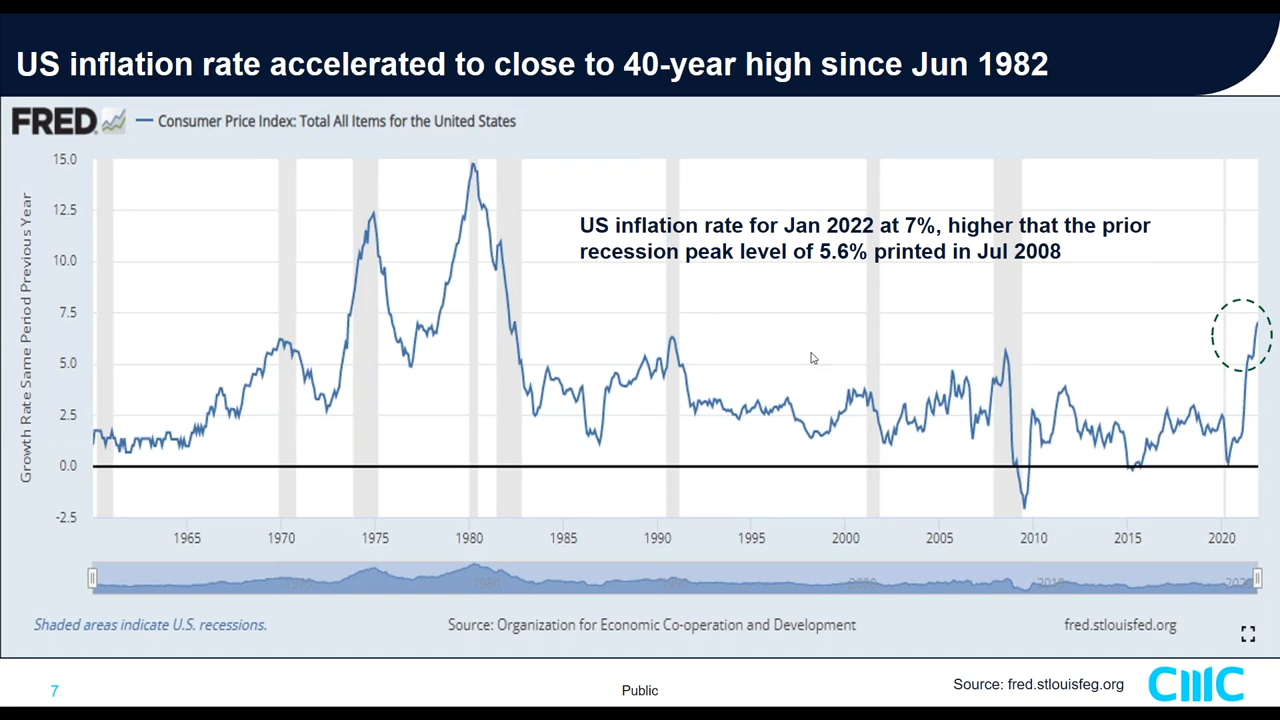 US inflation rate accelerated to close to 40-year high since Jun 1982
FRED
Consumer Price Index: Total All Items for the United States
Growth Rate Same Period Previous Year
15.0
12.5
10.0
7.5
5.0
2.5
0.0
-2.5
US inflation rate for Jan 2022 at 7%, higher that the prior
recession peak level of 5.6% printed in Jul 2008
1965 1970 1975 1980 1985 1990 1995 2000 2005 2010 2015 2020
1970 1980 1990 2000 2010
Shaded areas indicate U.S. recessions.
Source: Organization for Economic Co-operation and Development
fred.stlouisfed.org
7
Public
Source: fred.stlouisfeg.org
CMC